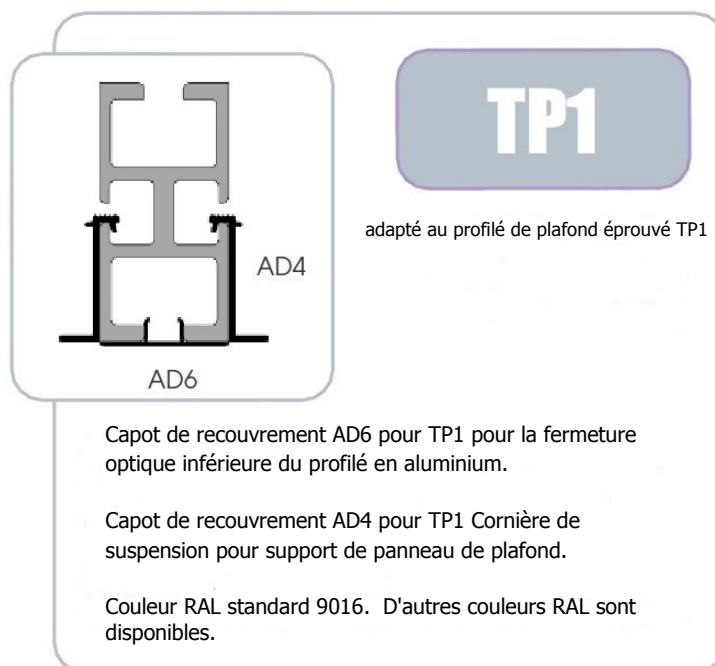 TP1
adapté au profilé de plafond éprouvé TP1
AD4
AD6
Capot de recouvrement AD6 pour TP1 pour la fermeture
optique inférieure du profilé en aluminium.
Capot de recouvrement AD4 pour TP1 Cornière de
suspension pour support de panneau de plafond.
Couleur RAL standard 9016.  D'autres couleurs RAL sont
disponibles.